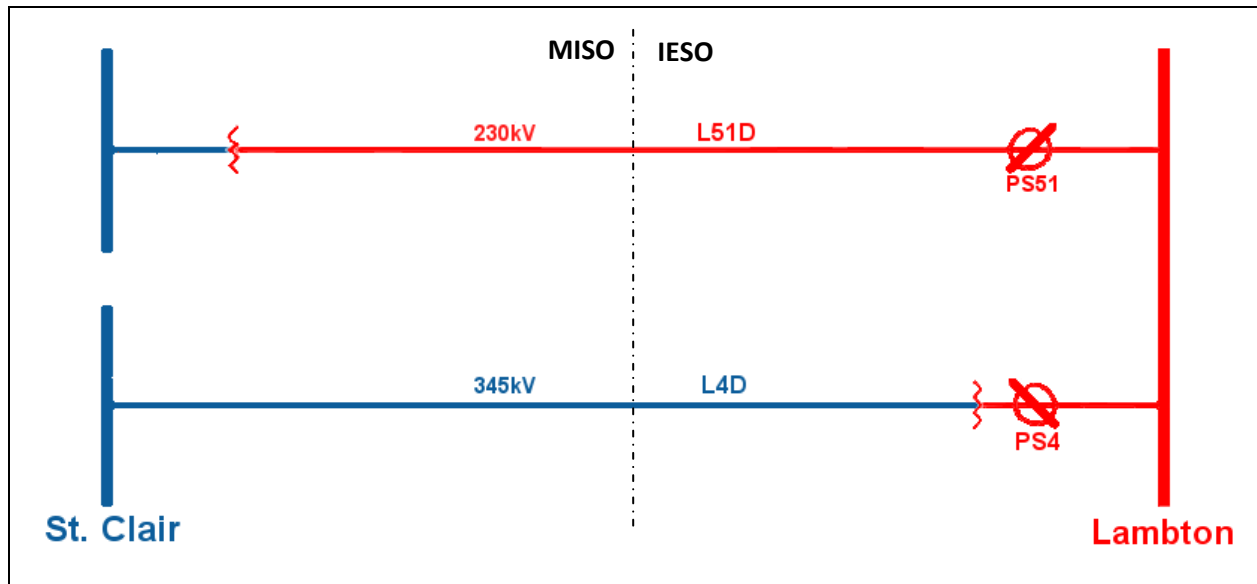 MISO IESO
230kV L51D
PS51
345kV L4D
PS4
St. Clair
Lambton